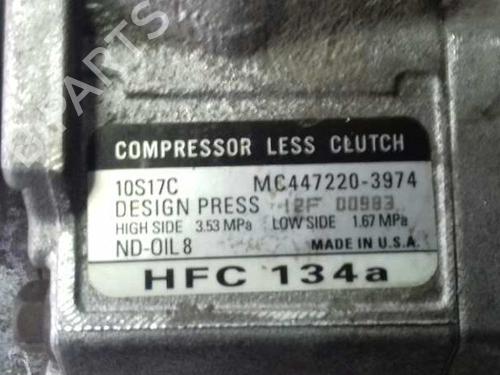 COMPRESSOR LESS CLUTCH
10S17C MC447220-3974
DESIGN PRESS 12F 00983
HIGH SIDE 3.53 MPa LOW SIDE 1.67 MPa
ND-OIL 8 MADE IN U.S.A.
HFC 134a